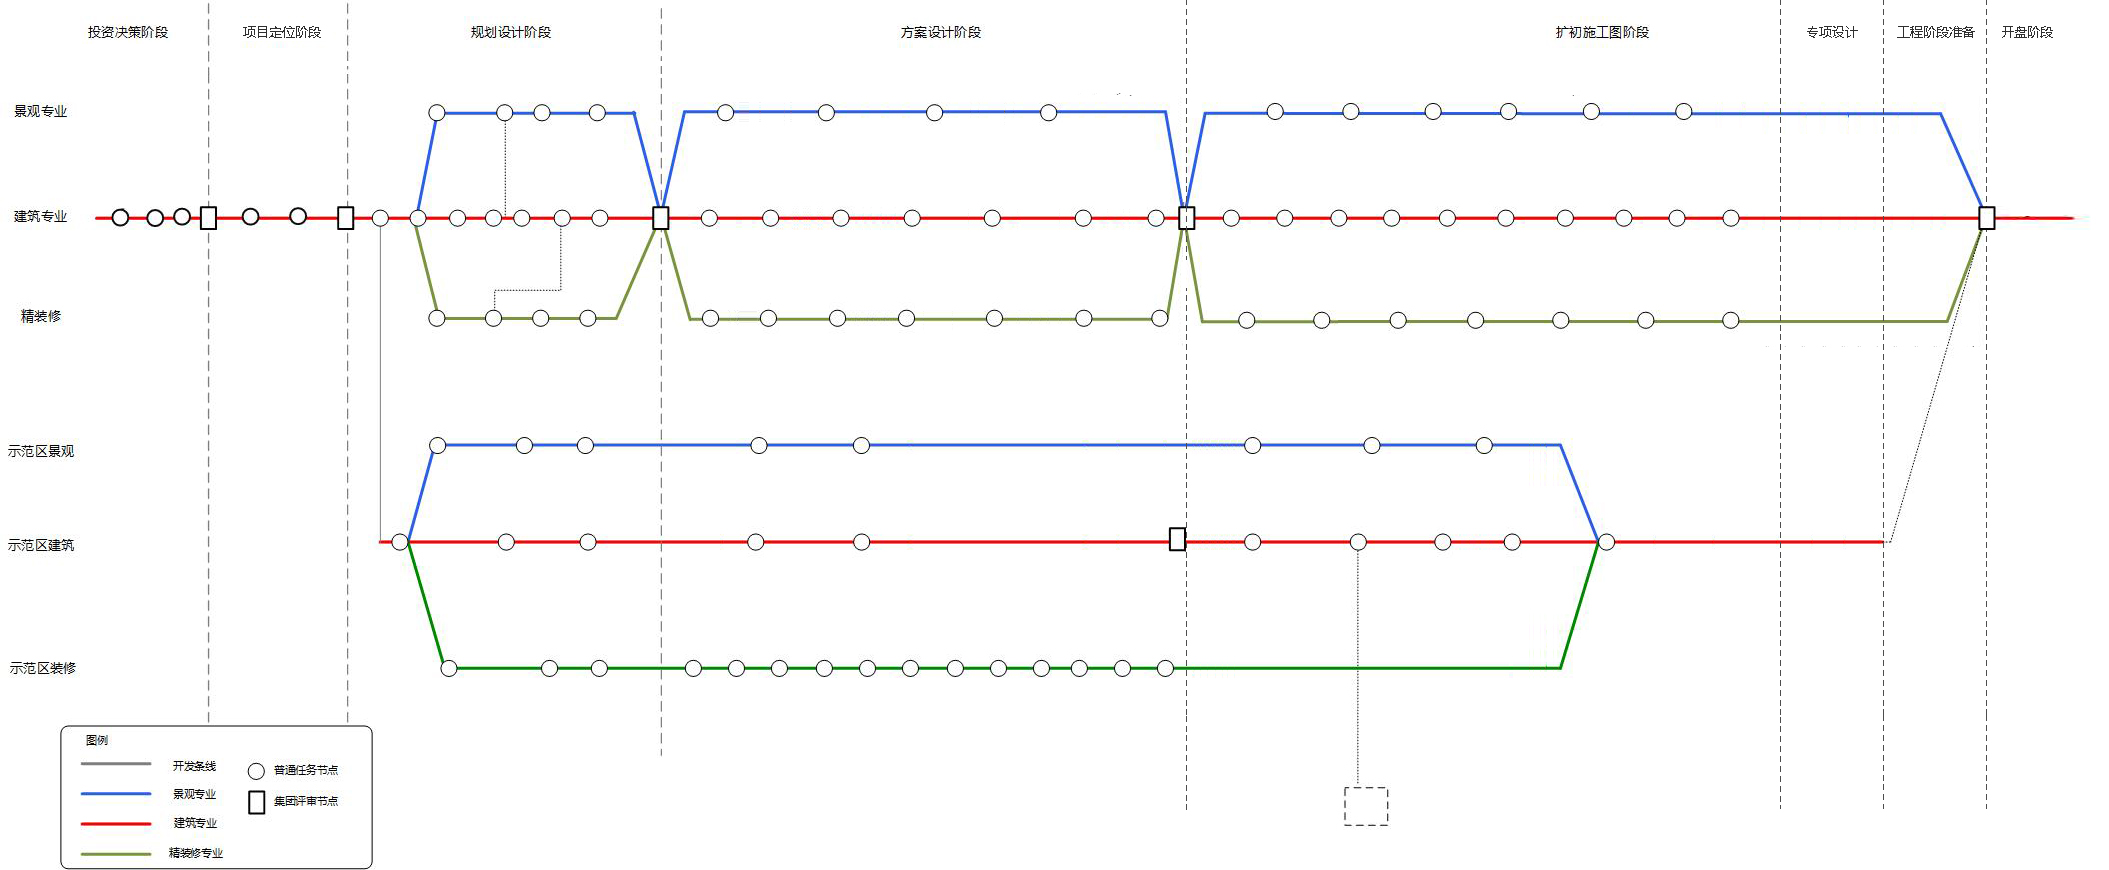 投资决策阶段
项目定位阶段
规划设计阶段
方案设计阶段
扩初施工图阶段
专项设计
工程阶段准备
开盘阶段
景观专业
建筑专业
精装修
示范区景观
示范区建筑
示范区装修
图例
开发条线
普通任务节点
景观专业
集团评审节点
建筑专业
精装修专业